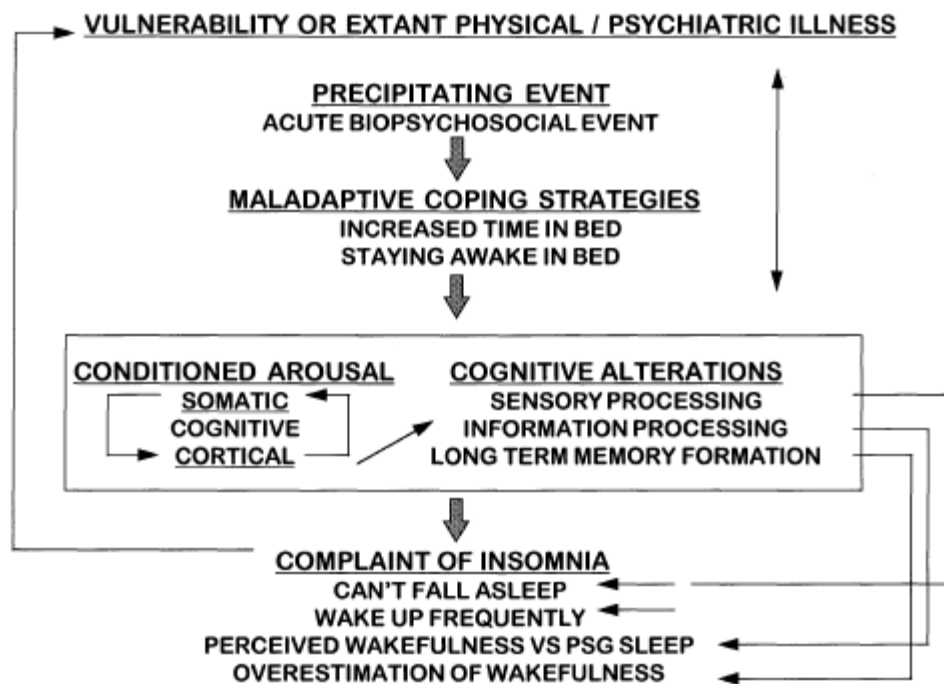 VULNERABILITY OR EXTANT PHYSICAL / PSYCHIATRIC ILLNESS
PRECIPITATING EVENT
ACUTE BIOPSYCHOSOCIAL EVENT
MALADAPTIVE COPING STRATEGIES
INCREASED TIME IN BED
STAYING AWAKE IN BED
CONDITIONED AROUSAL
SOMATIC
COGNITIVE
CORTICAL
COGNITIVE ALTERATIONS
SENSORY PROCESSING
INFORMATION PROCESSING
LONG TERM MEMORY FORMATION
COMPLAINT OF INSOMNIA
CAN'T FALL ASLEEP
WAKE UP FREQUENTLY
PERCEIVED WAKEFULNESS VS PSG SLEEP
OVERESTIMATION OF WAKEFULNESS